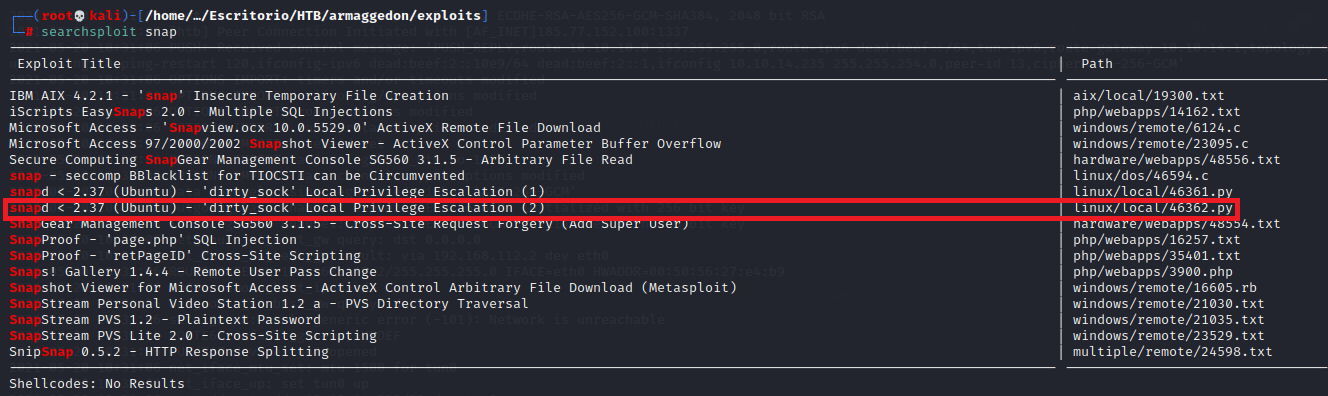 ┌──(root💀kali)-[/home/…/Escritorio/HTB/armaggedon/exploits]
└─# searchsploit snap
Exploit Title | Path
IBM AIX 4.2.1 - 'snap' Insecure Temporary File Creation | aix/local/19300.txt
iScripts EasySnaps 2.0 - Multiple SQL Injections | php/webapps/14162.txt
Microsoft Access - 'Snapview.ocx 10.0.5529.0' ActiveX Remote File Download | windows/remote/6124.c
Microsoft Access 97/2000/2002 Snapshot Viewer - ActiveX Control Parameter Buffer Overflow | windows/remote/23095.c
Secure Computing SnapGear Management Console SG560 3.1.5 - Arbitrary File Read | hardware/webapps/48556.txt
snap - seccomp BBlacklist for TIOCSTI can be Circumvented | linux/dos/46594.c
snapd < 2.37 (Ubuntu) - 'dirty_sock' Local Privilege Escalation (1) | linux/local/46361.py
snapd < 2.37 (Ubuntu) - 'dirty_sock' Local Privilege Escalation (2) | linux/local/46362.py
SnapGear Management Console SG560 3.1.5 - Cross-Site Request Forgery (Add Super User) | hardware/webapps/48554.txt
SnapProof - 'page.php' SQL Injection | php/webapps/16257.txt
SnapProof - 'retPageID' Cross-Site Scripting | php/webapps/35401.txt
Snaps! Gallery 1.4.4 - Remote User Pass Change | php/webapps/3900.php
Snapshot Viewer for Microsoft Access - ActiveX Control Arbitrary File Download (Metasploit) | windows/remote/16605.rb
SnapStream Personal Video Station 1.2 a - PVS Directory Traversal | windows/remote/21030.txt
SnapStream PVS 1.2 - Plaintext Password | windows/remote/21035.txt
SnapStream PVS Lite 2.0 - Cross-Site Scripting | windows/remote/23529.txt
SnipSnap 0.5.2 - HTTP Response Splitting | multiple/remote/24598.txt
Shellcodes: No Results